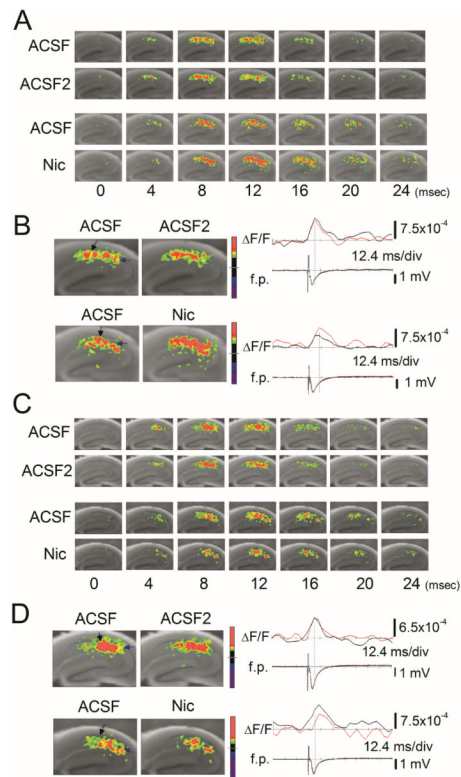 A
ACSF
ACSF2
ACSF
Nic
0 4 8 12 16 20 24 (msec)
B
ACSF ACSF2
ΔF/F 7.5x10-4
12.4 ms/div
f.p. 1 mV
ACSF Nic
ΔF/F 7.5x10-4
12.4 ms/div
f.p. 1 mV
C
ACSF
ACSF2
ACSF
Nic
0 4 8 12 16 20 24 (msec)
D
ACSF ACSF2
ΔF/F 6.5x10-4
12.4 ms/div
f.p. 1 mV
ACSF Nic
ΔF/F 7.5x10-4
12.4 ms/div
f.p. 1 mV